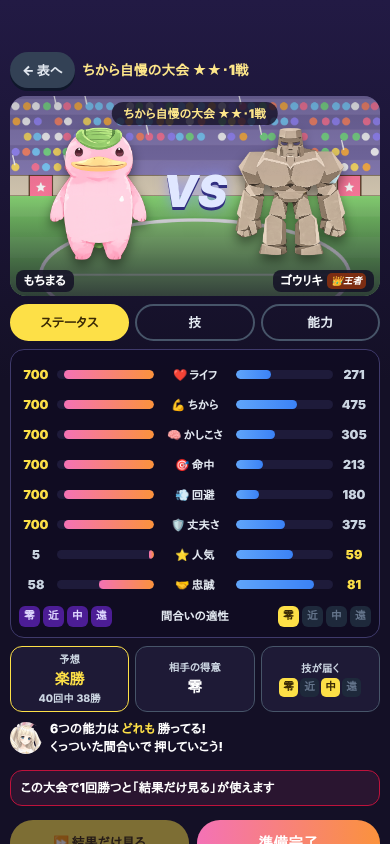 ← 表へ
ちから自慢の大会 ★★・1戦
ちから自慢の大会 ★★・1戦
VS
もちまる
ゴウリキ 👑王者
ステータス 技 能力
700 ❤️ ライフ 271
700 💪 ちから 475
700 🧠 かしこさ 305
700 🎯 命中 213
700 💨 回避 180
700 🛡️ 丈夫さ 375
5 ⭐ 人気 59
58 🤝 忠誠 81
零 近 中 遠 間合いの適性 零 近 中 遠
予想
楽勝
40回中 38勝
相手の得意
零
技が届く
零 近 中 遠
6つの能力は どれも 勝ってる!
くっついた間合いで 押していこう!
この大会で1回勝つと「結果だけ見る」が使えます
⏩ 結果だけ見る
準備完了